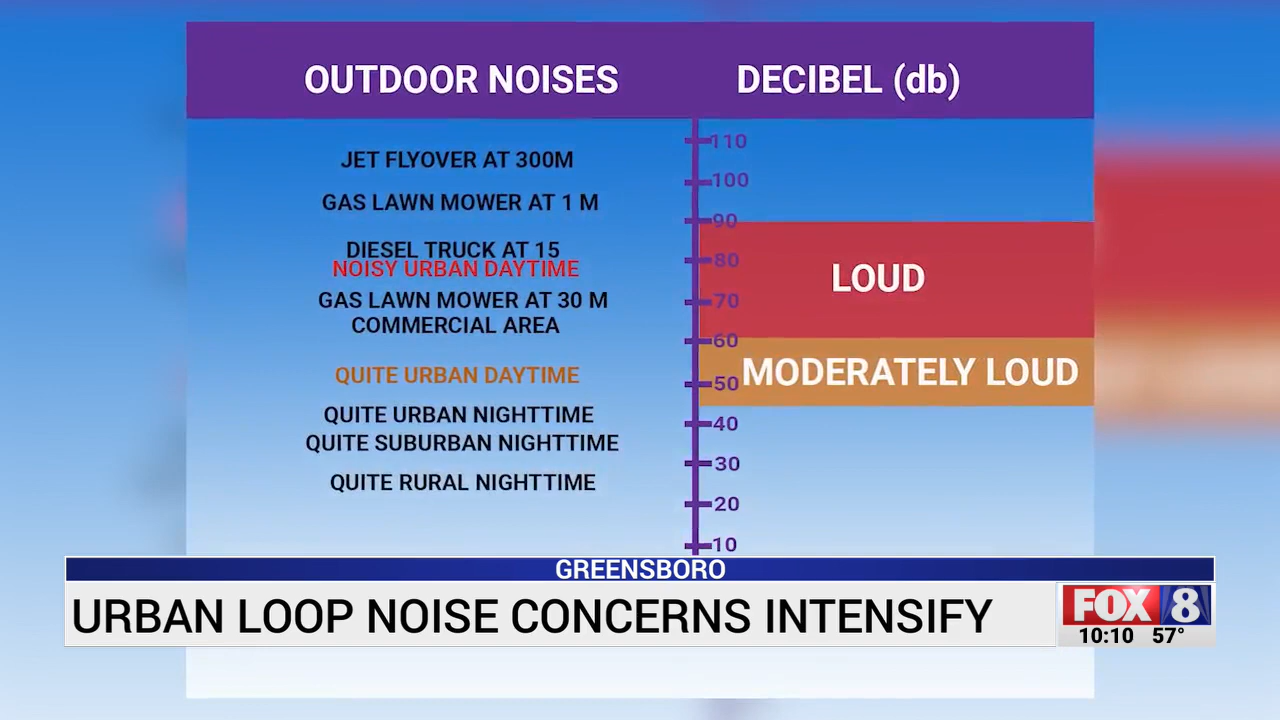 OUTDOOR NOISES
DECIBEL (db)
JET FLYOVER AT 300M
GAS LAWN MOWER AT 1 M
DIESEL TRUCK AT 15
NOISY URBAN DAYTIME
GAS LAWN MOWER AT 30 M
COMMERCIAL AREA
QUITE URBAN DAYTIME
QUITE URBAN NIGHTTIME
QUITE SUBURBAN NIGHTTIME
QUITE RURAL NIGHTTIME
110
100
90
80
70
60
50
40
30
20
10
LOUD
MODERATELY LOUD
GREENSBORO
URBAN LOOP NOISE CONCERNS INTENSIFY
FOX 8
10:10 57°